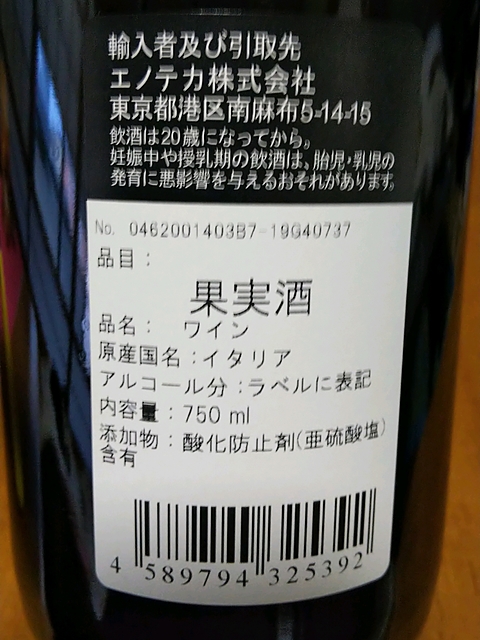 輸入者及び引取先
エノテカ株式会社
東京都港区南麻布5-14-15
飲酒は20歳になってから。
妊娠中や授乳期の飲酒は、胎児・乳児の
発育に悪影響を与えるおそれがあります。
No. 0462001403B7-19G40737
品目：
果実酒
品名： ワイン
原産国名：イタリア
アルコール分：ラベルに表記
内容量：750 ml
添加物：酸化防止剤(亜硫酸塩)
含有
4 589794 325392